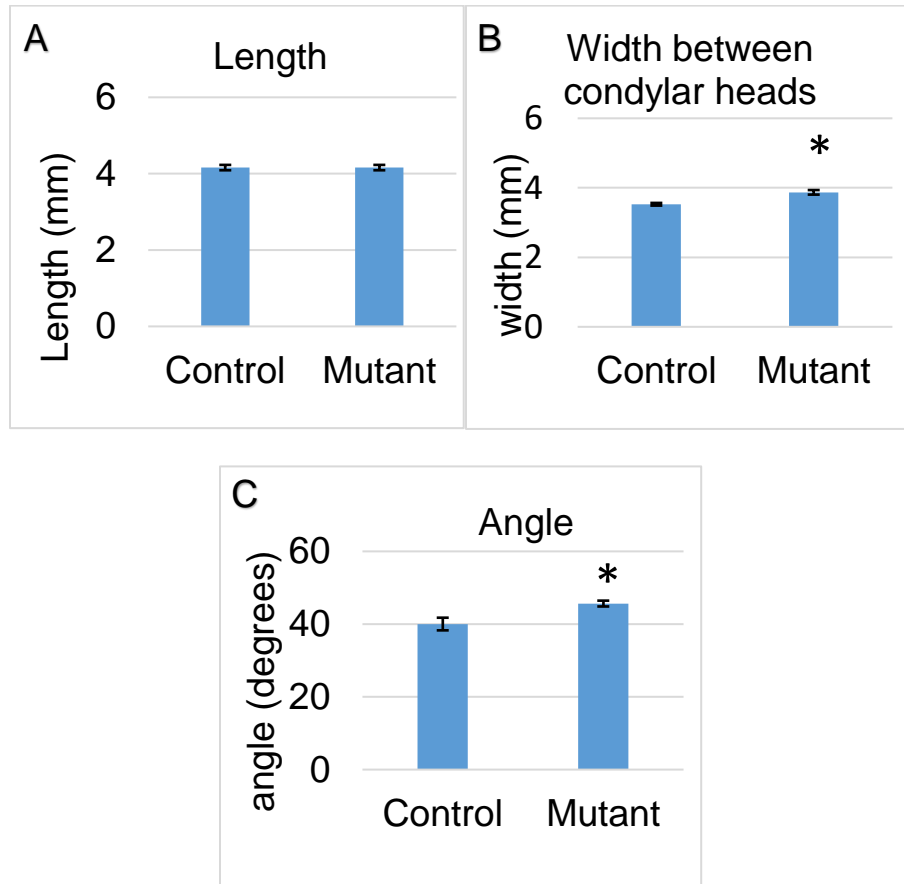 A
Length
6
4
2
0
Length (mm)
Control Mutant
B
Width between
condylar heads
6
4
2
0
width (mm)
*
Control Mutant
C
Angle
60
40
20
0
angle (degrees)
*
Control Mutant